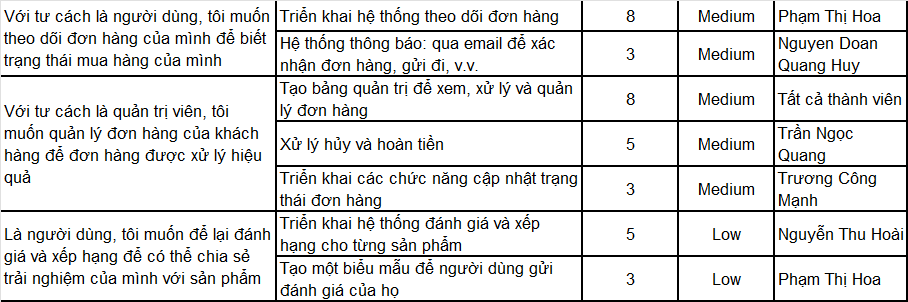 Với tư cách là người dùng, tôi muốn
theo dõi đơn hàng của mình để biết
trạng thái mua hàng của mình
Triển khai hệ thống theo dõi đơn hàng
8
Medium
Phạm Thị Hoa
Hệ thống thông báo: qua email để xác
nhận đơn hàng, gửi đi, v.v.
3
Medium
Nguyen Doan
Quang Huy
Với tư cách là quản trị viên, tôi
muốn quản lý đơn hàng của khách
hàng để đơn hàng được xử lý hiệu
quả
Tạo bảng quản trị để xem, xử lý và quản
lý đơn hàng
8
Medium
Tất cả thành viên
Xử lý hủy và hoàn tiền
5
Medium
Trần Ngọc
Quang
Triển khai các chức năng cập nhật trạng
thái đơn hàng
3
Medium
Trương Công
Mạnh
Là người dùng, tôi muốn để lại đánh
giá và xếp hạng để có thể chia sẻ
trải nghiệm của mình với sản phẩm
Triển khai hệ thống đánh giá và xếp
hạng cho từng sản phẩm
5
Low
Nguyễn Thu Hoài
Tạo một biểu mẫu để người dùng gửi
đánh giá của họ
3
Low
Phạm Thị Hoa